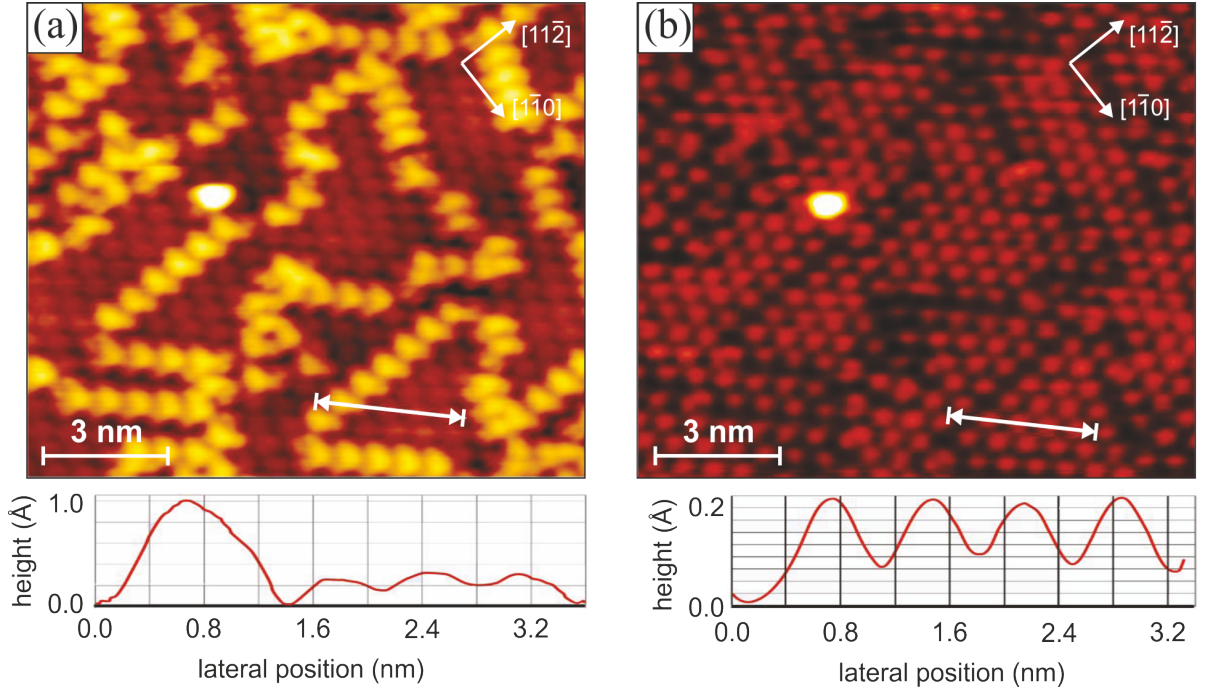 (a)
[112̄]
[11̄0]
3 nm
(b)
[112̄]
[11̄0]
3 nm
height (Å)
1.0
0.0
0.0 0.8 1.6 2.4 3.2
lateral position (nm)
height (Å)
0.2
0.0
0.0 0.8 1.6 2.4 3.2
lateral position (nm)